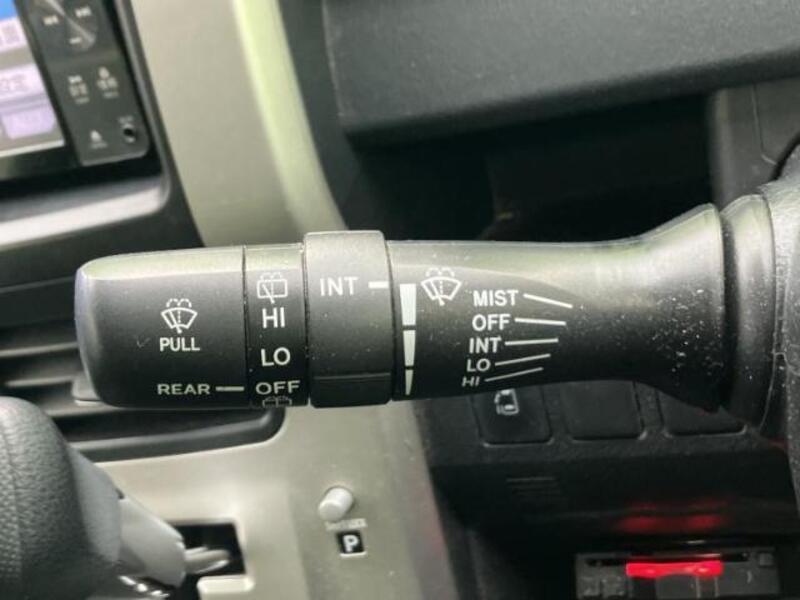 INT
MIST
OFF
INT
LO
HI
PULL
HI
LO
REAR
OFF
P